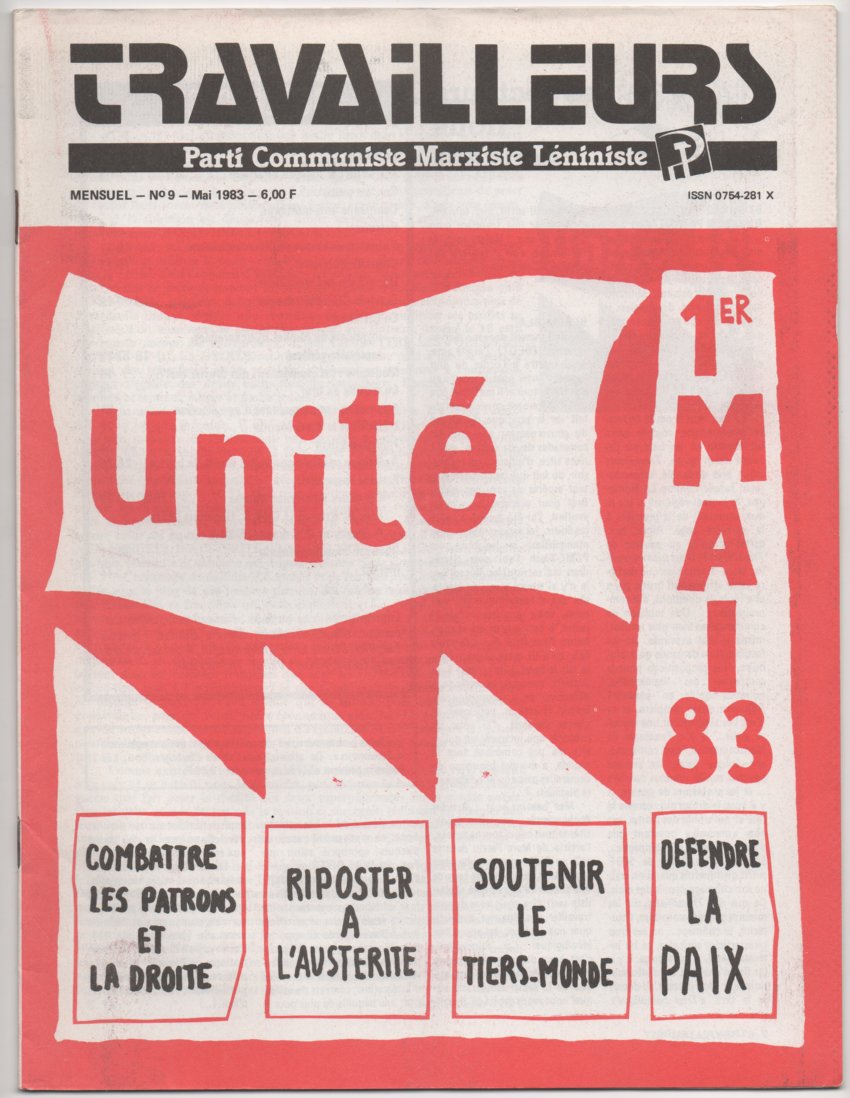 TRAVAiLLEURS
Parti Communiste Marxiste Léniniste
MENSUEL – Nº 9 – Mai 1983 – 6,00 F
ISSN 0754-281 X
unité
1ER
MAI
83
COMBATTRE
LES PATRONS
ET
LA DROITE
RIPOSTER
A
L'AUSTERITE
SOUTENIR
LE
TIERS-MONDE
DEFENDRE
LA
PAIX